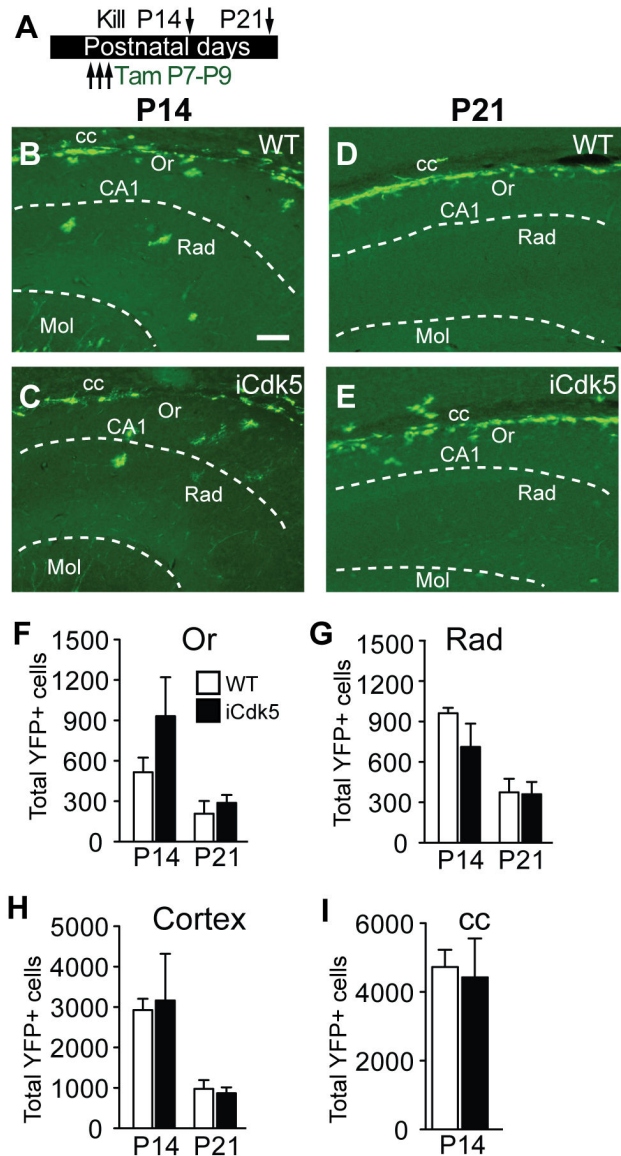 A
Kill P14 P21
Postnatal days
Tam P7-P9
P14 P21
B cc WT
Or
CA1
Rad
Mol
D WT
cc
Or
CA1
Rad
Mol
C cc iCdk5
Or
CA1
Rad
Mol
E iCdk5
cc
Or
CA1
Rad
Mol
F Or
Total YFP+ cells
1500
1200
900
600
300
0
WT
iCdk5
P14 P21
G Rad
Total YFP+ cells
1500
1200
900
600
300
0
P14 P21
H Cortex
Total YFP+ cells
5000
4000
3000
2000
1000
0
P14 P21
I cc
Total YFP+ cells
6000
4000
2000
0
P14